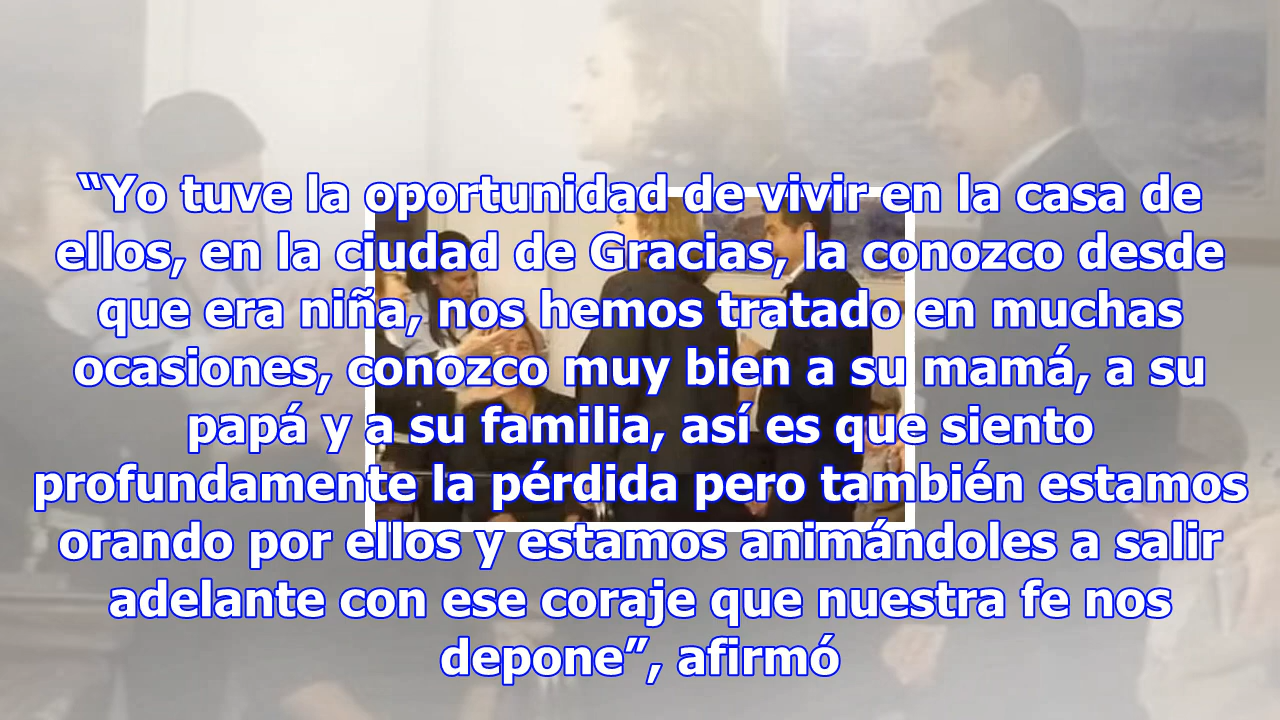 “Yo tuve la oportunidad de vivir en la casa de
ellos, en la ciudad de Gracias, la conozco desde
que era niña, nos hemos tratado en muchas
ocasiones, conozco muy bien a su mamá, a su
papá y a su familia, así es que siento
profundamente la pérdida pero también estamos
orando por ellos y estamos animándoles a salir
adelante con ese coraje que nuestra fe nos
depone”, afirmó